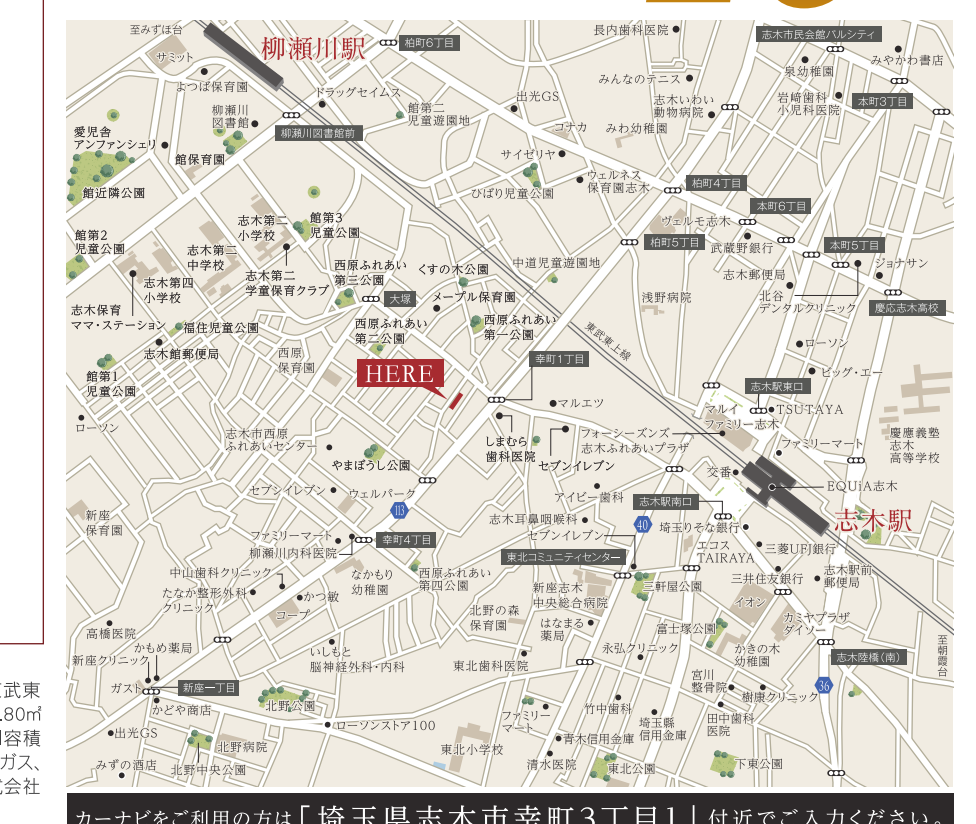 至みずほ台
サミット
柳瀬川駅
柏町6丁目
長内歯科医院
志木市民会館パルシティ
みやかわ書店
泉幼稚園
よつば保育園
ドラッグセイムス
みんなのテニス
出光GS
館第二
児童遊園地
志木いわい
動物病院
岩﨑歯科
小児科医院
本町3丁目
柳瀬川
図書館
柳瀬川図書館前
コナカ
みわ幼稚園
愛児舎
アンファンシェリ
館保育園
サイゼリヤ
ウェルネス
保育園志木
柏町4丁目
館近隣公園
ひばり児童公園
本町6丁目
志木第二
小学校
館第3
児童公園
ヴェルモ志木
館第2
児童公園
志木第二
中学校
柏町5丁目
武蔵野銀行
本町5丁目
ジョナサン
西原ふれあい
第三公園
くすの木公園
中道児童遊園地
志木郵便局
志木第四
小学校
志木第二
学童保育クラブ
大塚
メープル保育園
浅野病院
北谷
デンタルクリニック
慶応志木高校
志木保育
ママ・ステーション
福住児童公園
西原ふれあい
第二公園
西原ふれあい
第一公園
東武東上線
志木館郵便局
西原
保育園
幸町1丁目
ローソン
館第1
児童公園
HERE
ビッグ・エー
志木駅東口
マルエツ
マルイ
ファミリー志木
TSUTAYA
ローソン
志木市西原
ふれあいセンター
しまむら
歯科医院
セブンイレブン
フォーシーズンズ
志木ふれあいプラザ
ファミリーマート
慶應義塾
志木
高等学校
やまぼうし公園
交番
EQUiA志木
セブンイレブン
ウェルパーク
アイビー歯科
志木駅南口
新座
保育園
113
志木耳鼻咽喉科
40
埼玉りそな銀行
志木駅
ファミリーマート
柳瀬川内科医院
幸町4丁目
セブンイレブン
東北コミュニティセンター
エコス
TAIRAYA
三菱UFJ銀行
中山歯科クリニック
なかもり
幼稚園
西原ふれあい
第四公園
新座志木
中央総合病院
三軒屋公園
三井住友銀行
志木駅前
郵便局
たなか整形外科
クリニック
かつ敏
コープ
北野の森
保育園
はなまる
薬局
イオン
カミヤプラザ
ダイソー
高橋医院
かもめ薬局
富士塚公園
かきの木
幼稚園
至朝霞台
新座クリニック
いしもと
脳神経外科・内科
東北歯科医院
永弘クリニック
志木陸橋(南)
ガスト
新座一丁目
宮川
整骨院
樹康クリニック
36
かどや商店
北野公園
ローソンストア100
ファミリー
マート
竹中歯科
埼玉縣
信用金庫
田中歯科
医院
出光GS
北野病院
東北小学校
青木信用金庫
みずの酒店
北野中央公園
清水医院
東北公園
下東公園
武東
.80㎡
容積
ガス、
式会社
カーナビをご利用の方は「埼玉県志木市幸町3丁目1」付近でご入力ください。